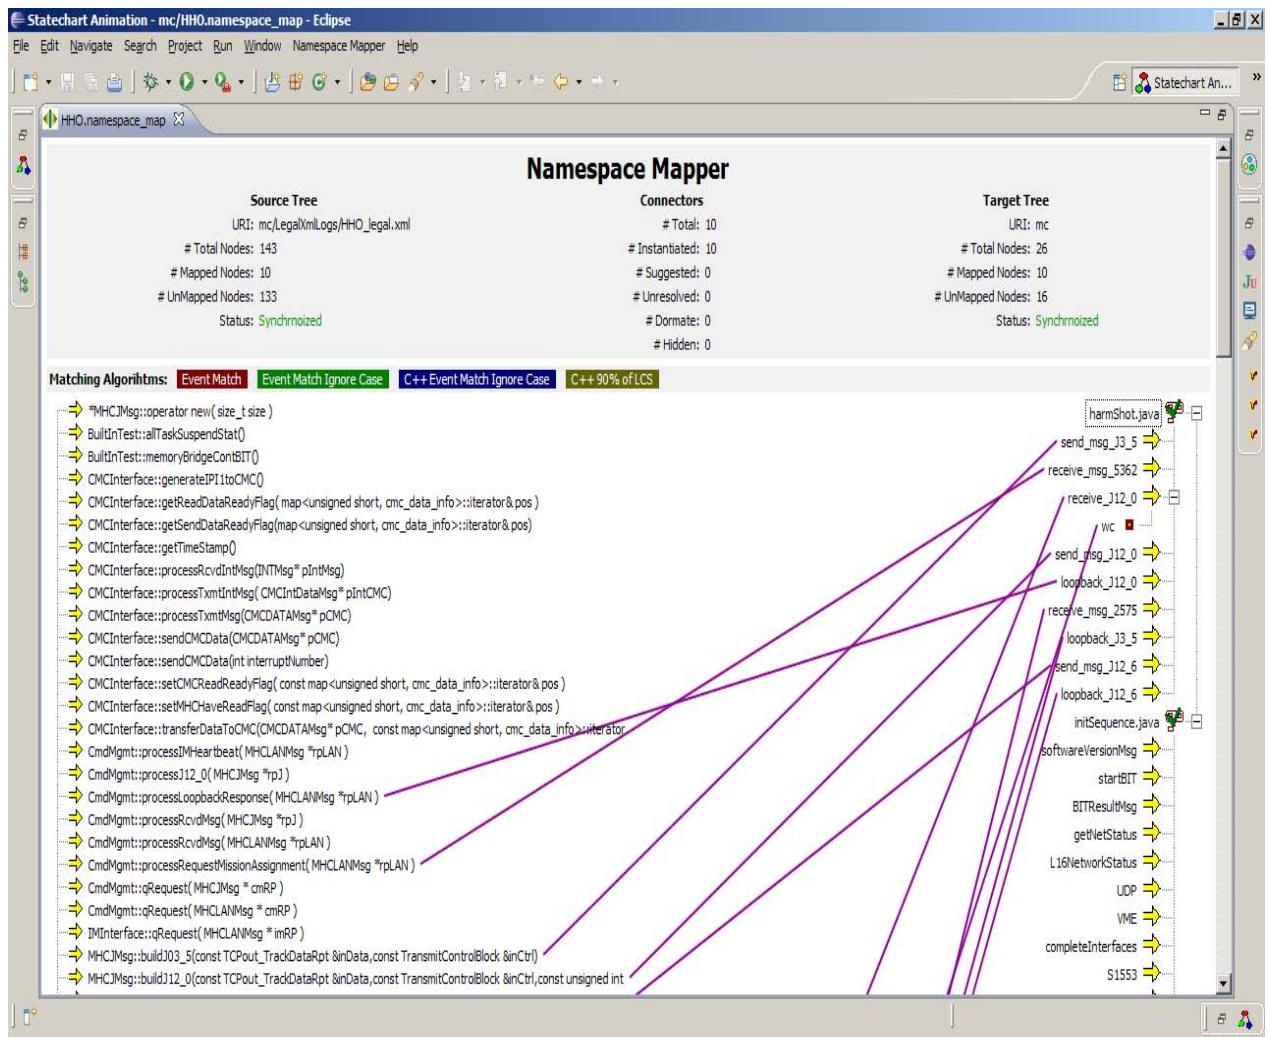 Statechart Animation - mc/HHO.namespace_map - Eclipse
File Edit Navigate Search Project Run Window Namespace Mapper Help
Statechart An... »
HHO.namespace_map
Namespace Mapper
Source Tree Connectors Target Tree
URI: mc/LegalXmlLogs/HHO_legal.xml # Total: 10 URI: mc
# Total Nodes: 143 # Instantiated: 10 # Total Nodes: 26
# Mapped Nodes: 10 # Suggested: 0 # Mapped Nodes: 10
# UnMapped Nodes: 133 # Unresolved: 0 # UnMapped Nodes: 16
Status: Synchrnoized # Dormate: 0 Status: Synchrnoized
# Hidden: 0
Matching Algorihtms: Event Match Event Match Ignore Case C++ Event Match Ignore Case C++ 90% of LCS
*MHCJMsg::operator new( size_t size )
BuiltInTest::allTaskSuspendStat()
BuiltInTest::memoryBridgeContBIT()
CMCInterface::generateIPI1toCMC()
CMCInterface::getReadDataReadyFlag( map<unsigned short, cmc_data_info>::iterator& pos )
CMCInterface::getSendDataReadyFlag(map<unsigned short, cmc_data_info>::iterator& pos)
CMCInterface::getTimeStamp()
CMCInterface::processRcvdIntMsg(INTMsg* pIntMsg)
CMCInterface::processTxmtIntMsg( CMCIntDataMsg* pIntCMC)
CMCInterface::processTxmtMsg(CMCDATAMsg* pCMC)
CMCInterface::sendCMCData(CMCDATAMsg* pCMC)
CMCInterface::sendCMCData(int interruptNumber)
CMCInterface::setCMCReadReadyFlag( const map<unsigned short, cmc_data_info>::iterator& pos )
CMCInterface::setMHCHaveReadFlag( const map<unsigned short, cmc_data_info>::iterator& pos )
CMCInterface::transferDataToCMC(CMCDATAMsg* pCMC, const map<unsigned short, cmc_data_info>::iterator
CmdMgmt::processIMHeartbeat( MHCLANMsg *rpLAN )
CmdMgmt::processJ12_0( MHCJMsg *rpJ )
CmdMgmt::processLoopbackResponse( MHCLANMsg *rpLAN )
CmdMgmt::processRcvdMsg( MHCJMsg *rpJ )
CmdMgmt::processRcvdMsg( MHCLANMsg *rpLAN )
CmdMgmt::processRequestMissionAssignment( MHCLANMsg *rpLAN )
CmdMgmt::qRequest( MHCJMsg * cmRP )
CmdMgmt::qRequest( MHCLANMsg * cmRP )
IMInterface::qRequest( MHCLANMsg * imRP )
MHCJMsg::buildJ03_5(const TCPout_TrackDataRpt &inData,const TransmitControlBlock &inCtrl)
MHCJMsg::buildJ12_0(const TCPout_TrackDataRpt &inData,const TransmitControlBlock &inCtrl,const unsigned int
harmShot.java
send_msg_J3_5
receive_msg_5362
receive_J12_0
wc
send_msg_J12_0
loopback_J12_0
receive_msg_2575
loopback_J3_5
send_msg_J12_6
loopback_J12_6
initSequence.java
softwareVersionMsg
startBIT
BITResultMsg
getNetStatus
L16NetworkStatus
UDP
VME
completeInterfaces
S1553